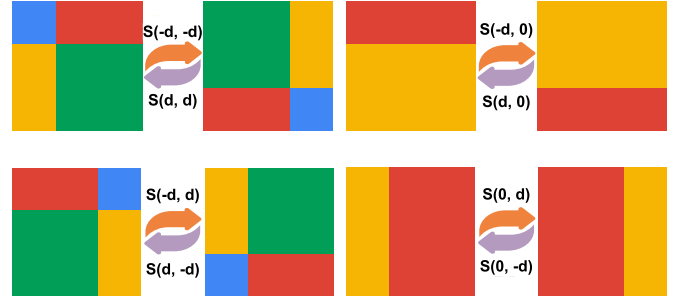 S(-d, -d)
S(d, d)
S(-d, 0)
S(d, 0)
S(-d, d)
S(d, -d)
S(0, d)
S(0, -d)